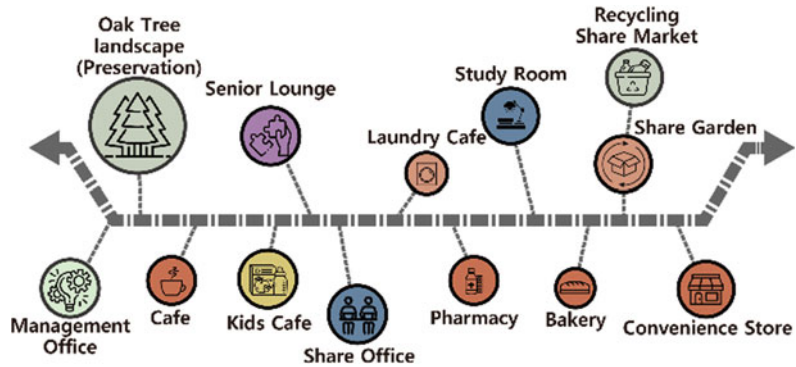 Oak Tree
landscape
(Preservation)
Senior Lounge
Laundry Cafe
Study Room
Recycling
Share Market
Share Garden
Management
Office
Cafe
Kids Cafe
Share Office
Pharmacy
Bakery
Convenience Store